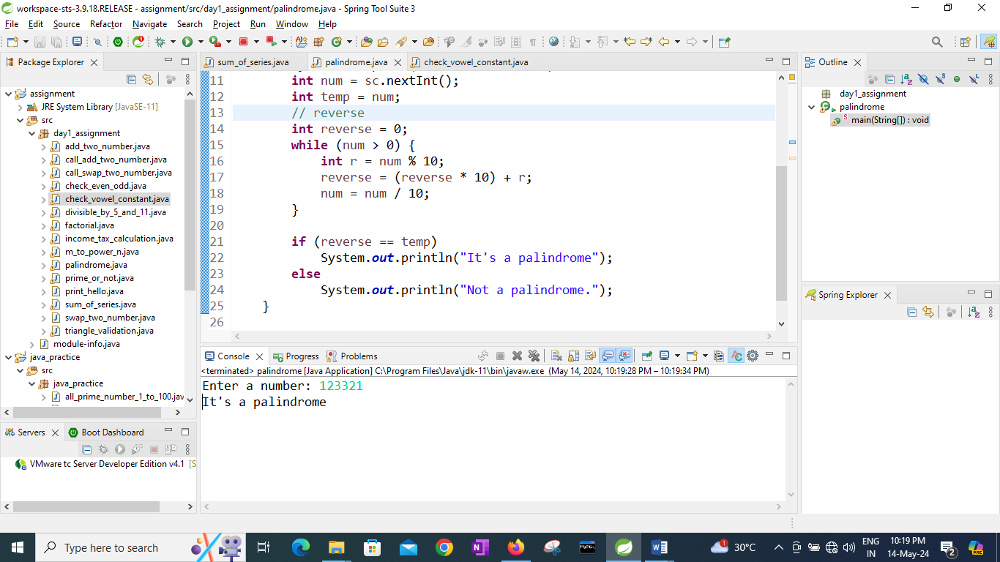 workspace-sts-3.9.18.RELEASE - assignment/src/day1_assignment/palindrome.java - Spring Tool Suite 3
File Edit Source Refactor Navigate Search Project Run Window Help
Package Explorer
assignment
JRE System Library [JavaSE-11]
src
day1_assignment
add_two_number.java
call_add_two_number.java
call_swap_two_number.java
check_even_odd.java
check_vowel_constant.java
divisible_by_5_and_11.java
factorial.java
income_tax_calculation.java
m_to_power_n.java
palindrome.java
prime_or_not.java
print_hello.java
sum_of_series.java
swap_two_number.java
triangle_validation.java
module-info.java
java_practice
src
java_practice
all_prime_number_1_to_100.jav
Servers Boot Dashboard
VMware tc Server Developer Edition v4.1 [S
sum_of_series.java palindrome.java check_vowel_constant.java
11 int num = sc.nextInt();
12 int temp = num;
13 // reverse
14 int reverse = 0;
15 while (num > 0) {
16 int r = num % 10;
17 reverse = (reverse * 10) + r;
18 num = num / 10;
19 }
20
21 if (reverse == temp)
22 System.out.println("It's a palindrome");
23 else
24 System.out.println("Not a palindrome.");
25 }
26
Console Progress Problems
<terminated> palindrome [Java Application] C:\Program Files\Java\jdk-11\bin\javaw.exe (May 14, 2024, 10:19:28 PM – 10:19:34 PM)
Enter a number: 123321
It's a palindrome
Outline
day1_assignment
palindrome
main(String[]) : void
Spring Explorer
Type here to search
30°C
ENG
IN
10:19 PM
14-May-24
2